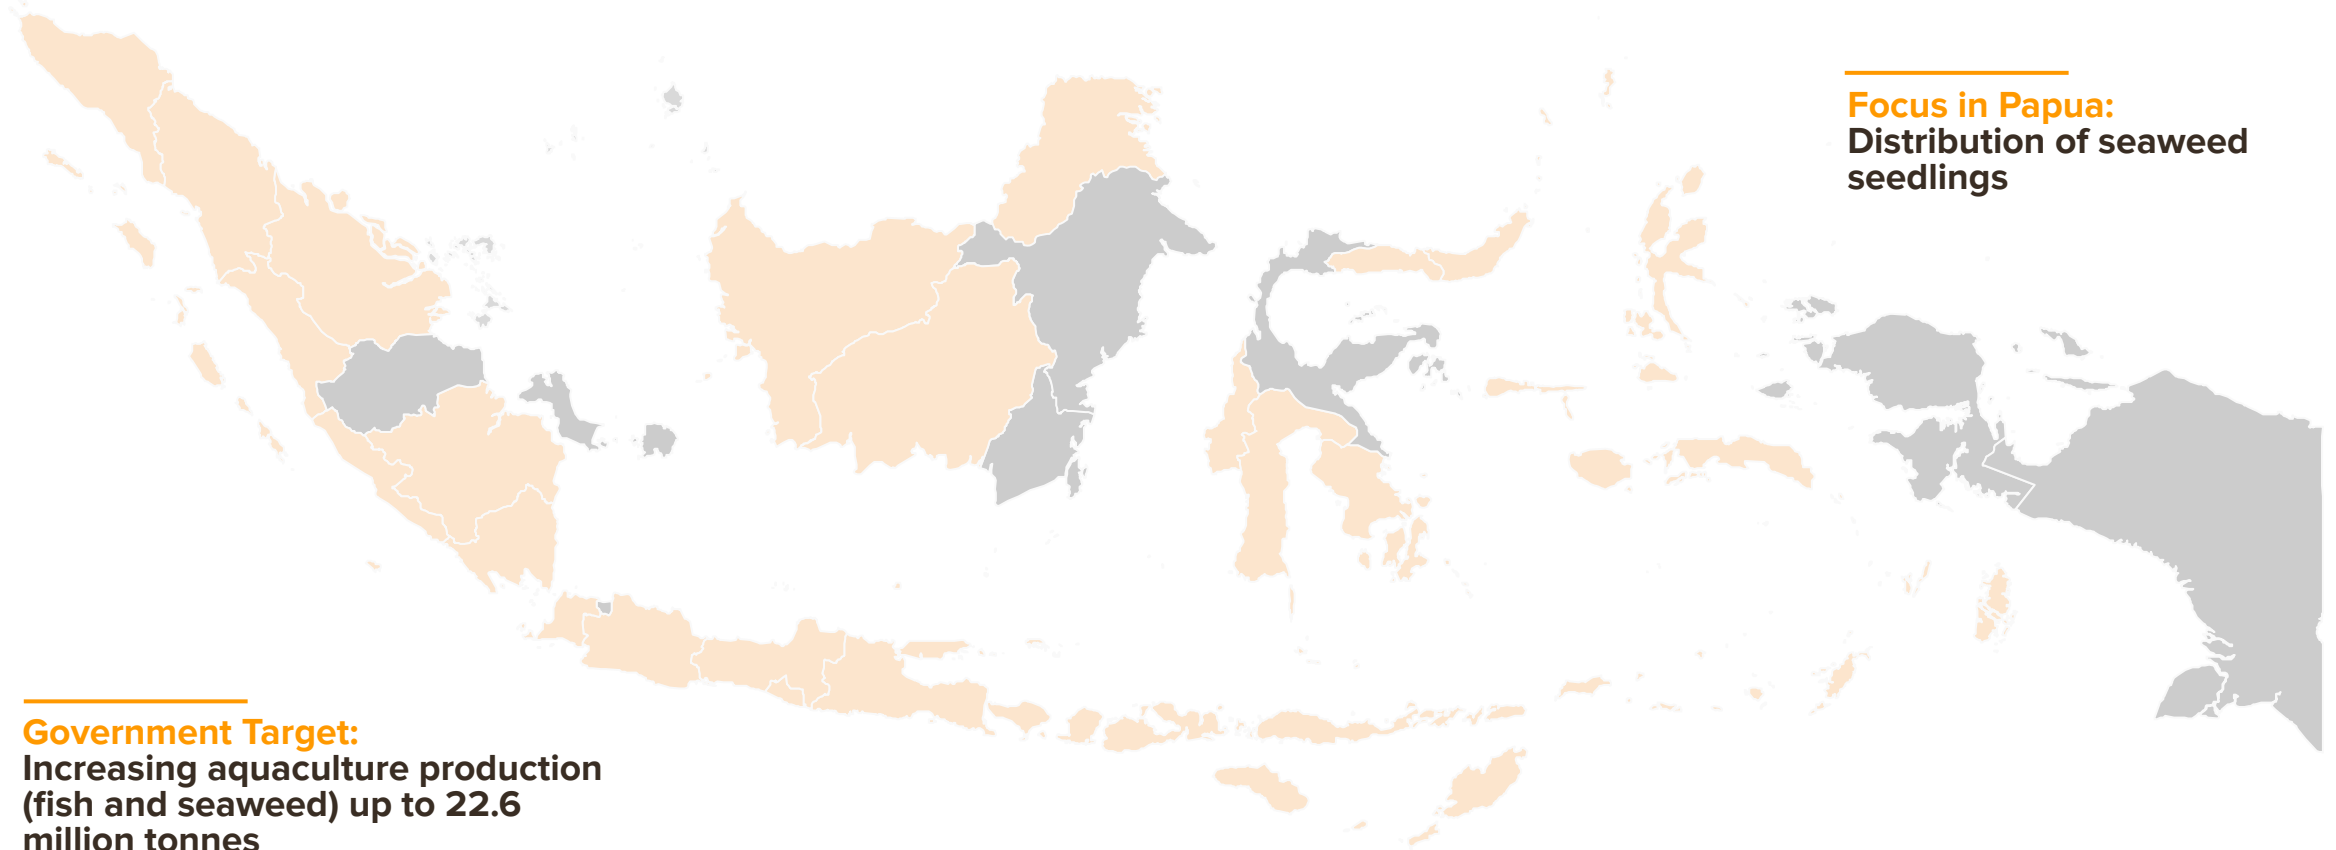 Focus in Papua:
Distribution of seaweed
seedlings
Government Target:
Increasing aquaculture production
(fish and seaweed) up to 22.6
million tonnes